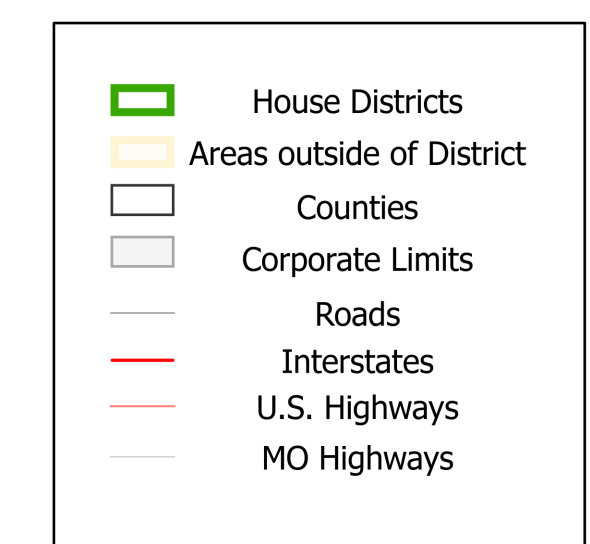 House Districts
Areas outside of District
Counties
Corporate Limits
Roads
Interstates
U.S. Highways
MO Highways